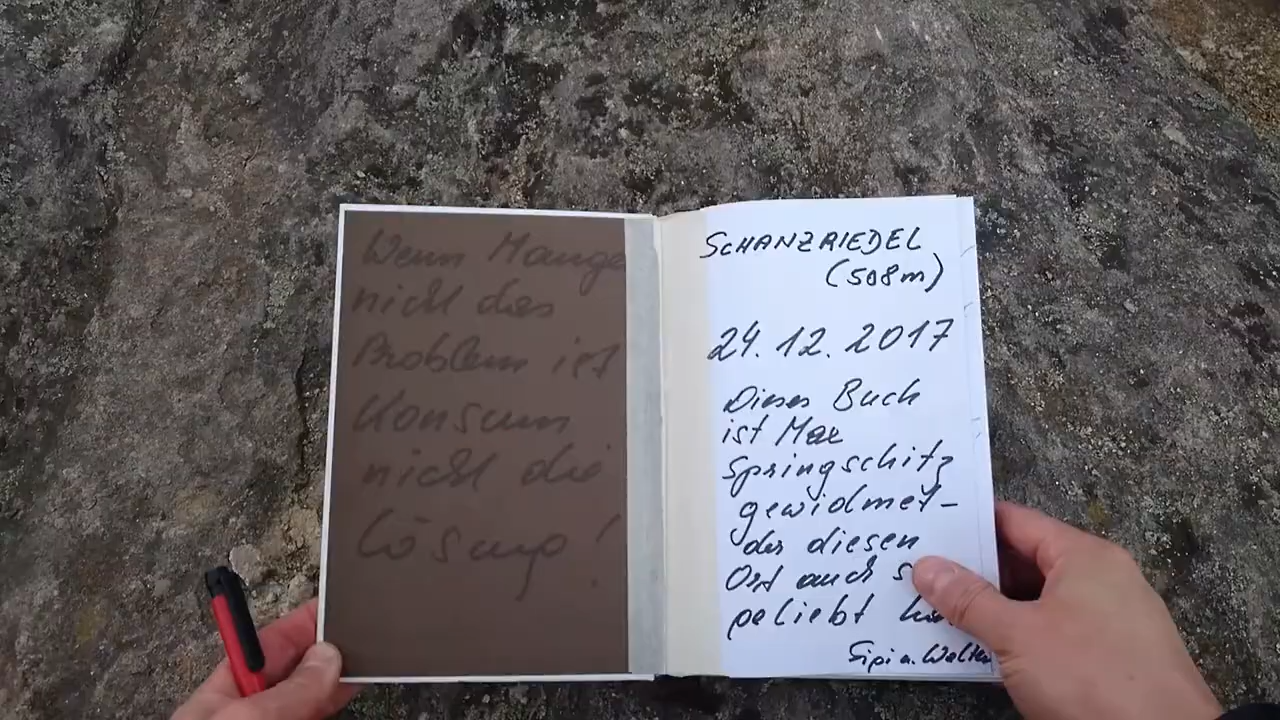 Wenn Mange
nicht das
Problem ist
Konsum
nicht die
Lösung!
SCHANZRIEDEL
(508m)
24.12.2017
Dieses Buch
ist Max
Springschitz
gewidmet-
der diesen
Ort auch s
geliebt
Sipi u. Walter